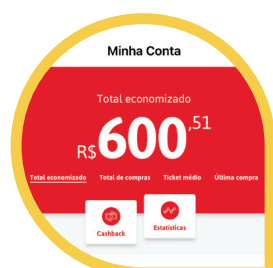 Minha Conta
Total economizado
R$600,51
Total economizado Total de compras Ticket médio Última compra
Cashback Estatísticas